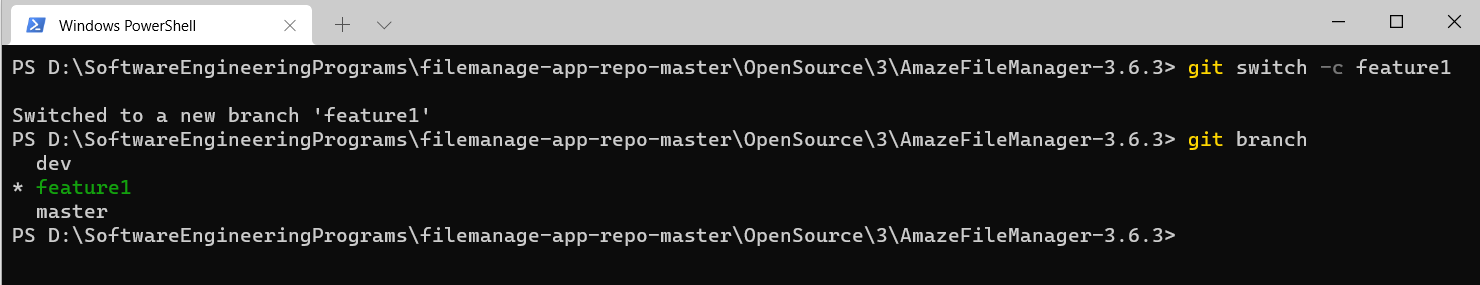 Windows PowerShell
PS D:\SoftwareEngineeringPrograms\filemanage-app-repo-master\OpenSource\3\AmazeFileManager-3.6.3> git switch -c feature1
Switched to a new branch 'feature1'
PS D:\SoftwareEngineeringPrograms\filemanage-app-repo-master\OpenSource\3\AmazeFileManager-3.6.3> git branch
  dev
* feature1
  master
PS D:\SoftwareEngineeringPrograms\filemanage-app-repo-master\OpenSource\3\AmazeFileManager-3.6.3>